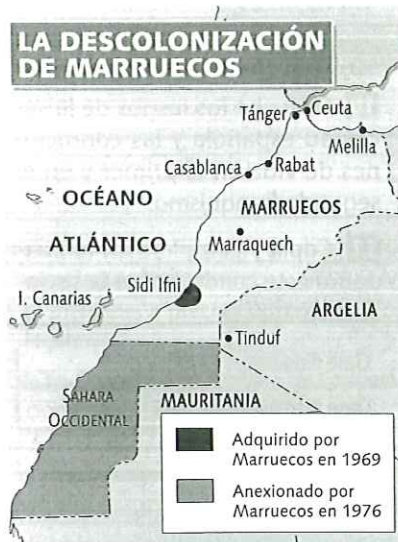 LA DESCOLONIZACIÓN
DE MARRUECOS
Tánger
Ceuta
Melilla
Casablanca
Rabat
OCÉANO
ATLÁNTICO
MARRUECOS
Marraquech
Sidi Ifni
I. Canarias
ARGELIA
Tinduf
SAHARA
OCCIDENTAL
MAURITANIA
Adquirido por
Marruecos en 1969
Anexionado por
Marruecos en 1976